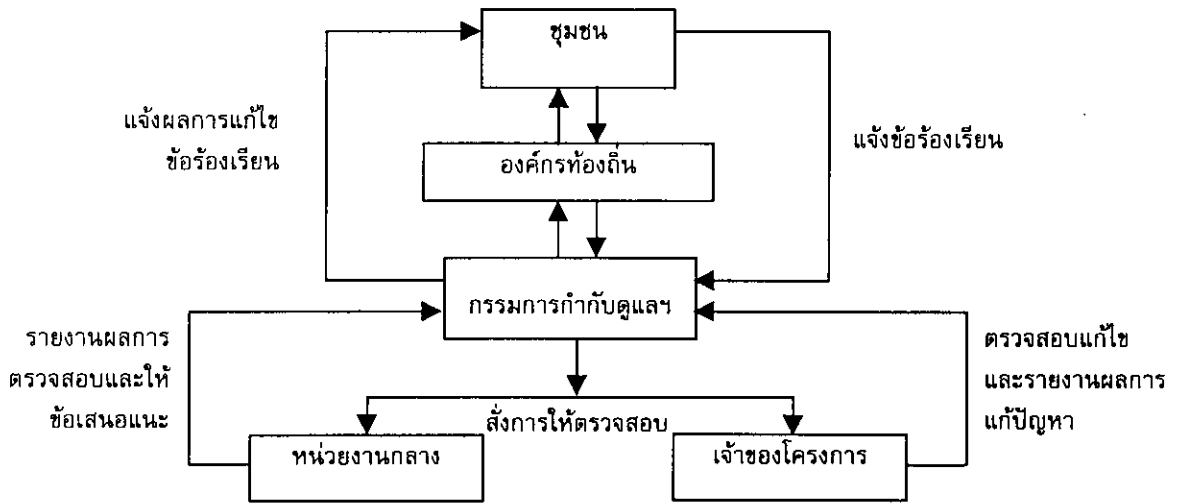 ชุมชน
แจ้งผลการแก้ไข
ข้อร้องเรียน
แจ้งข้อร้องเรียน
องค์กรท้องถิ่น
กรรมการกำกับดูแลฯ
รายงานผลการ
ตรวจสอบและให้
ข้อเสนอแนะ
ตรวจสอบแก้ไข
และรายงานผลการ
แก้ปัญหา
สั่งการให้ตรวจสอบ
หน่วยงานกลาง
เจ้าของโครงการ